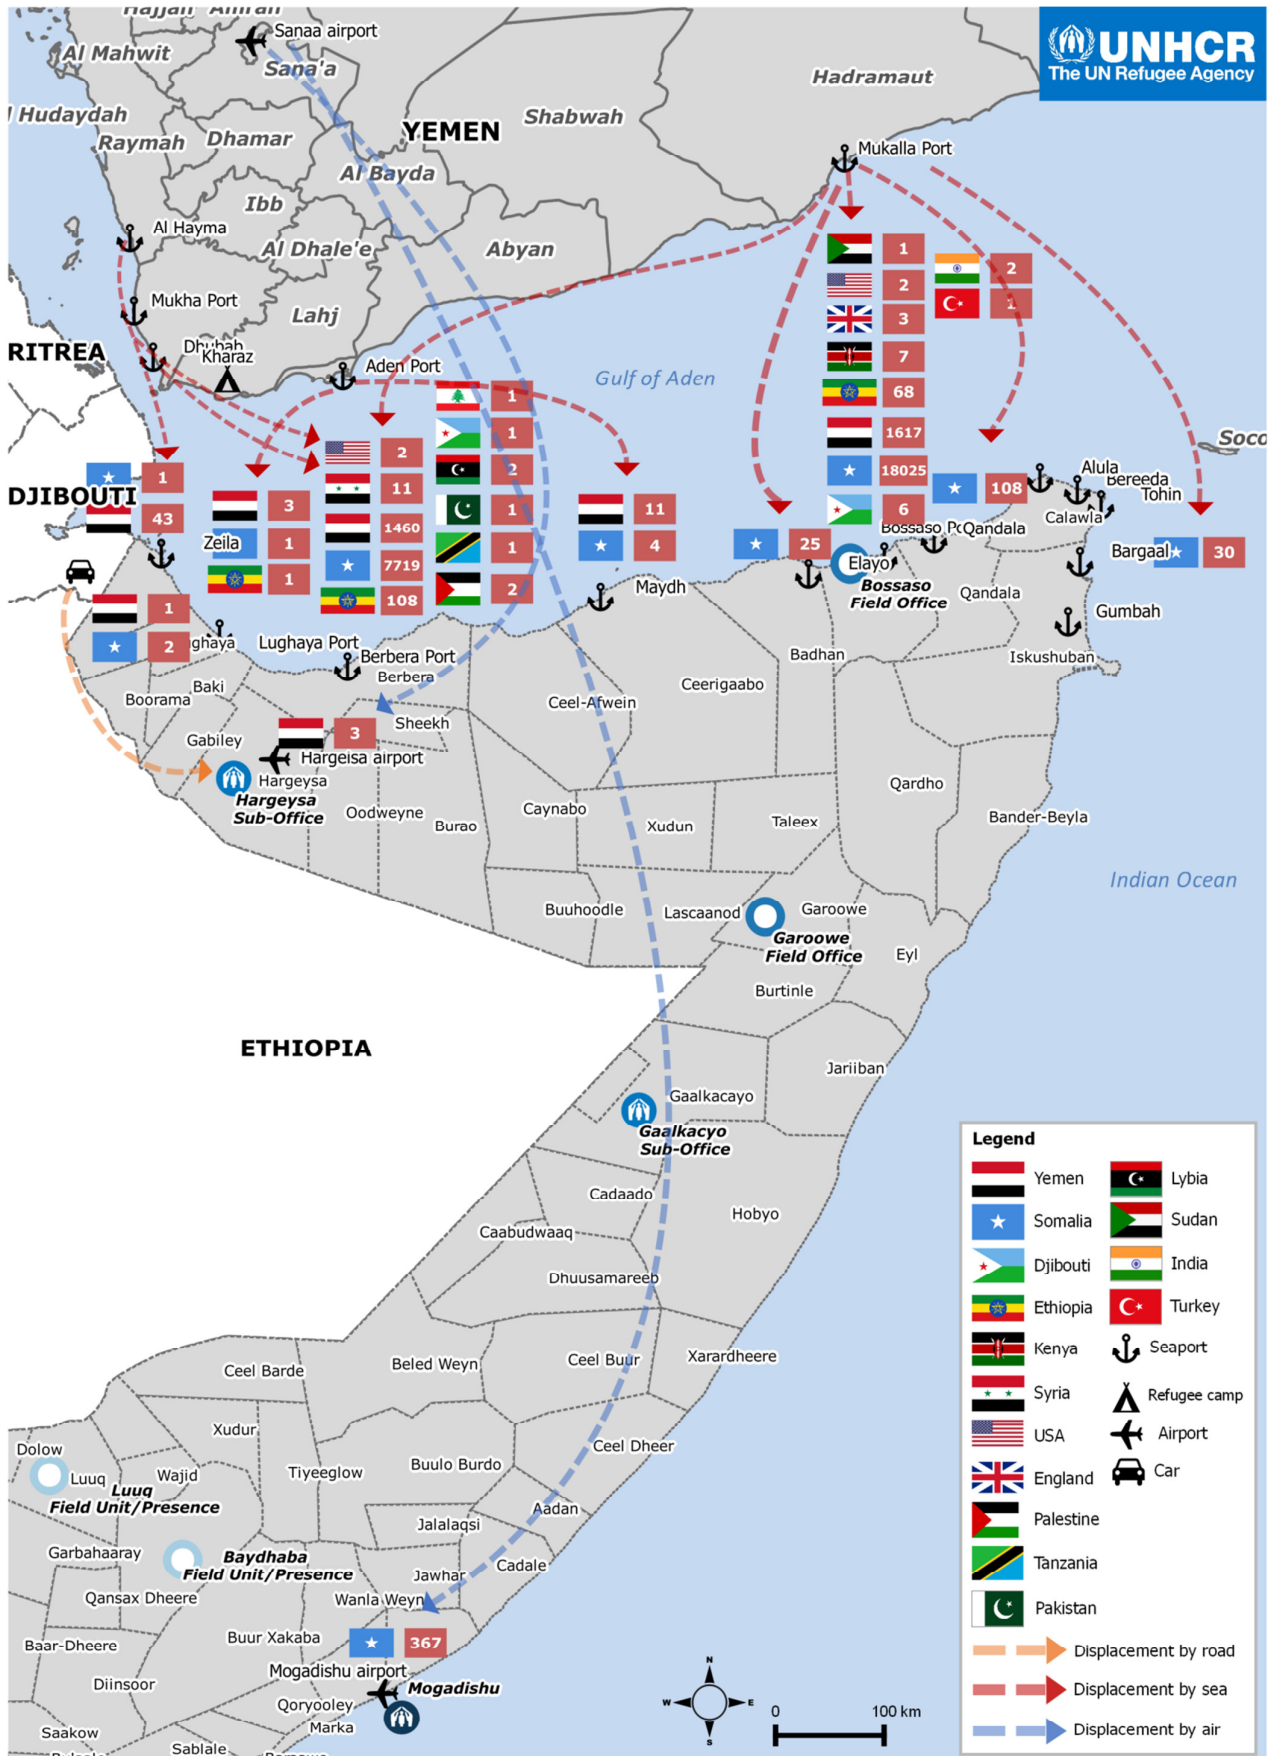 Hajjah Amran
Sanaa airport
Al Mahwit
Sana'a
UNHCR
The UN Refugee Agency
Hadramaut
l Hudaydah
Raymah
Dhamar
YEMEN
Shabwah
Mukalla Port
Al Bayda
Ibb
Al Hayma
Al Dhale'e
Abyan
Mukha Port
Lahj
RITREA
Dhubab
Kharaz
Aden Port
Gulf of Aden
1
2
3
7
68
1617
18025
6
2
1
Soco
1
1
2
1
1
2
2
11
1460
7719
108
DJIBOUTI
1
43
3
1
1
Zeila
11
4
25
108
Alula
Bereeda
Tohin
Calawla
Bossaso Po
Qandala
Bargaal
30
Elayo
Bossaso
Field Office
Qandala
Maydh
Gumbah
1
2
ghaya
Lughaya Port
Berbera Port
Berbera
Badhan
Iskushuban
Boorama
Baki
Ceel-Afwein
Ceerigaabo
Sheekh
Gabiley
3
Hargeisa airport
Hargeysa
Hargeysa
Sub-Office
Oodweyne
Burao
Caynabo
Xudun
Taleex
Qardho
Bander-Beyla
Indian Ocean
Buuhoodle
Lascaanod
Garoowe
Garoowe
Field Office
Eyl
Burtinle
ETHIOPIA
Jariiban
Gaalkacayo
Gaalkacyo
Sub-Office
Cadaado
Hobyo
Caabudwaaq
Dhuusamareeb
Ceel Barde
Beled Weyn
Ceel Buur
Xarardheere
Xudur
Ceel Dheer
Dolow
Luuq
Luuq
Field Unit/Presence
Wajid
Tiyeeglow
Buulo Burdo
Aadan
Jalalaqsi
Garbahaaray
Baydhaba
Field Unit/Presence
Cadale
Jawhar
Qansax Dheere
Wanla Weyn
Baar-Dheere
Buur Xakaba
367
Mogadishu airport
Mogadishu
Diinsoor
Qoryooley
Marka
Saakow
Sablale
N
W
E
S
0
100 km
Legend
Yemen
Somalia
Djibouti
Ethiopia
Kenya
Syria
USA
England
Palestine
Tanzania
Pakistan
Lybia
Sudan
India
Turkey
Seaport
Refugee camp
Airport
Car
Displacement by road
Displacement by sea
Displacement by air